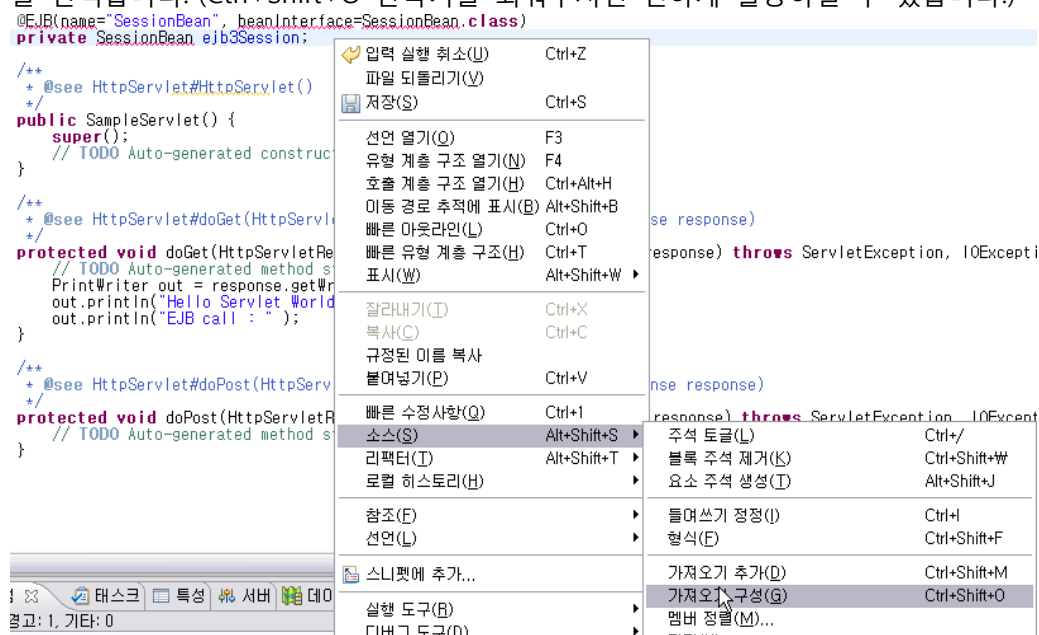 (Ctrl+Shift+O
@EJB(name="SessionBean", beanInterface=SessionBean.class)
private SessionBean ejb3Session;
/**
* @see HttpServlet#HttpServlet()
*/
public SampleServlet() {
super();
// TODO Auto-generated construc
}
/**
* @see HttpServlet#doGet(HttpServl
se response)
*/
protected void doGet(HttpServletRe
esponse) throws ServletException, IOExcepti
// TODO Auto-generated method s
PrintWriter out = response.getWr
out.println("Hello Servlet World
out.println("EJB call : " );
}
/**
* @see HttpServlet#doPost(HttpServ
nse response)
*/
protected void doPost(HttpServletR
response) throws ServletException, IOExcept
// TODO Auto-generated method s
}
입력 실행 취소(U) Ctrl+Z
파일 되돌리기(V)
저장(S) Ctrl+S
선언 열기(O) F3
유형 계층 구조 열기(N) F4
호출 계층 구조 열기(H) Ctrl+Alt+H
이동 경로 추적에 표시(B) Alt+Shift+B
빠른 아웃라인(L) Ctrl+O
빠른 유형 계층 구조(H) Ctrl+T
표시(W) Alt+Shift+W
잘라내기(T) Ctrl+X
복사(C) Ctrl+C
규정된 이름 복사
붙여넣기(P) Ctrl+V
빠른 수정사항(Q) Ctrl+1
소스(S) Alt+Shift+S
리팩터(T) Alt+Shift+T
로컬 히스토리(H)
참조(F)
선언(L)
스니펫에 추가...
실행 도구(R)
디버그 도구(D)
주석 토글(L) Ctrl+/
블록 주석 제거(K) Ctrl+Shift+W
요소 주석 생성(T) Alt+Shift+J
들여쓰기 정정(I) Ctrl+I
형식(F) Ctrl+Shift+F
가져오기 추가(D) Ctrl+Shift+M
가져오기 구성(G) Ctrl+Shift+O
멤버 정렬(M)...
태스크 특성 서버 데이
경고: 1, 기타: 0